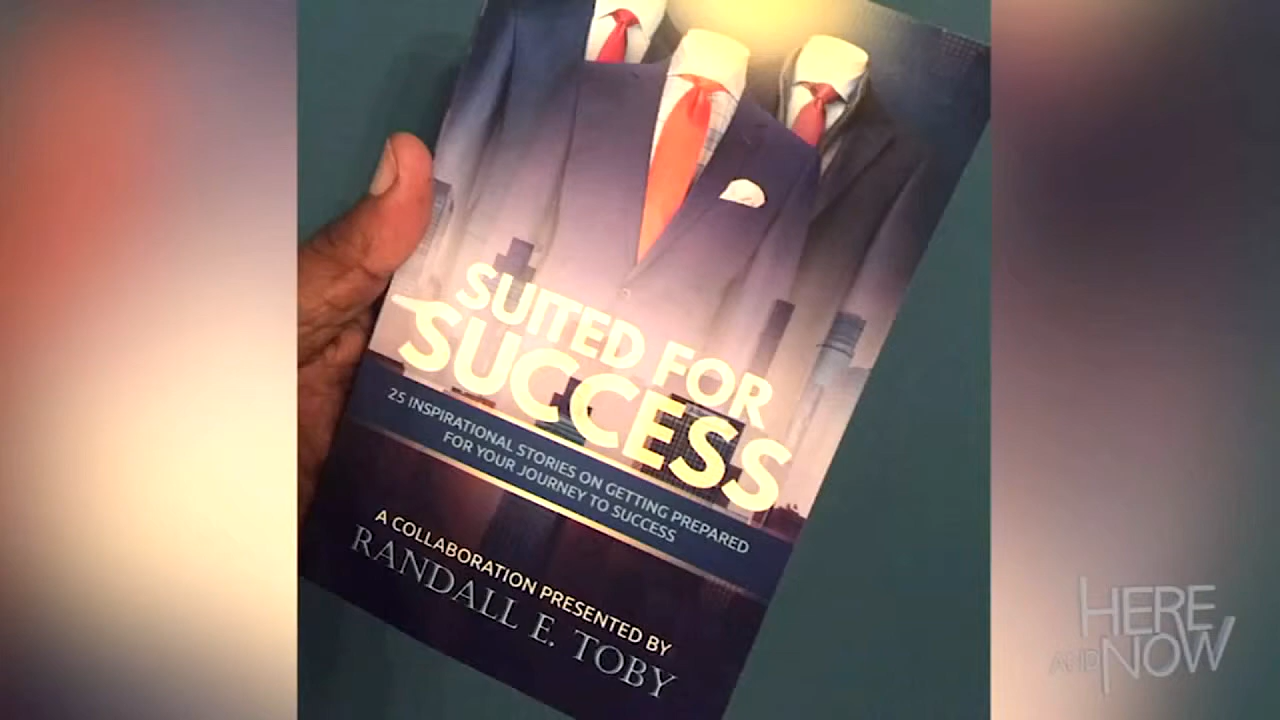 SUITED FOR
SUCCESS
25 INSPIRATIONAL STORIES ON GETTING PREPARED
FOR YOUR JOURNEY TO SUCCESS
A COLLABORATION PRESENTED BY
RANDALL E. TOBY
HERE
AND NOW